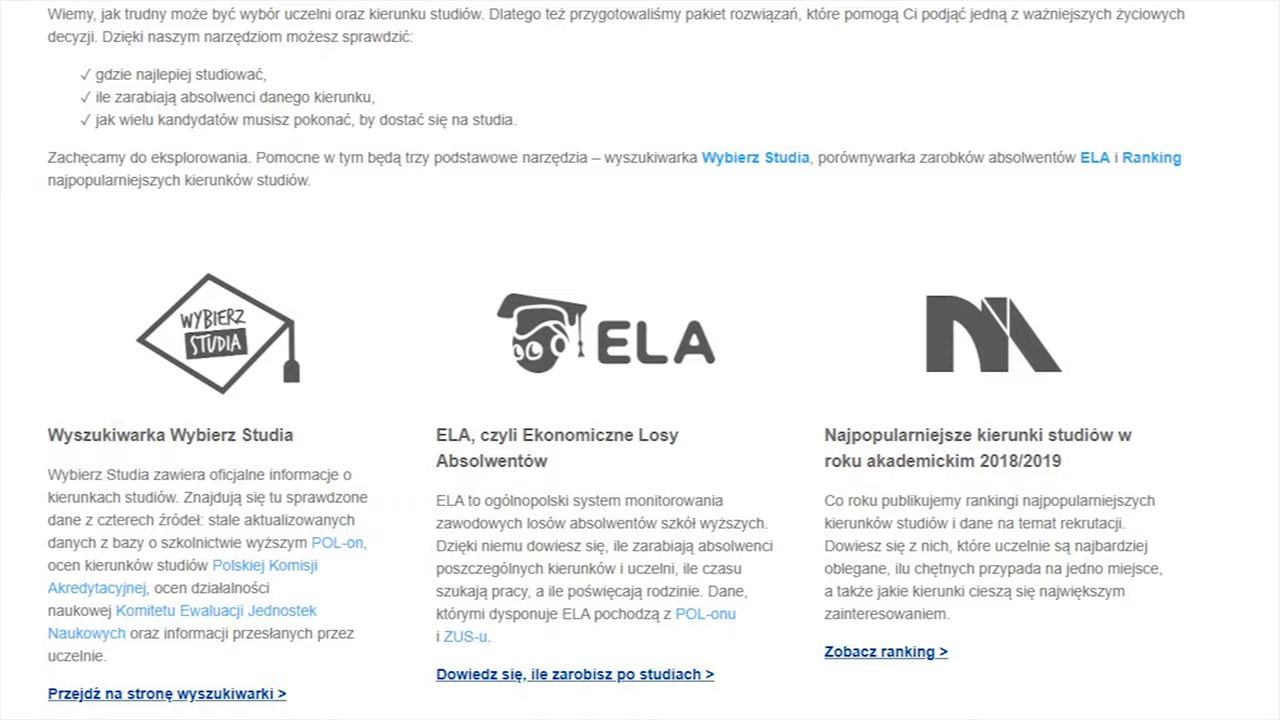 Wiemy, jak trudny może być wybór uczelni oraz kierunku studiów. Dlatego też przygotowaliśmy pakiet rozwiązań, które pomogą Ci podjąć jedną z ważniejszych życiowych
decyzji. Dzięki naszym narzędziom możesz sprawdzić:
✓ gdzie najlepiej studiować,
✓ ile zarabiają absolwenci danego kierunku,
✓ jak wielu kandydatów musisz pokonać, by dostać się na studia.
Zachęcamy do eksplorowania. Pomocne w tym będą trzy podstawowe narzędzia – wyszukiwarka Wybierz Studia, porównywarka zarobków absolwentów ELA i Ranking
najpopularniejszych kierunków studiów.
WYBIERZ
STUDIA
Wyszukiwarka Wybierz Studia
Wybierz Studia zawiera oficjalne informacje o
kierunkach studiów. Znajdują się tu sprawdzone
dane z czterech źródeł: stale aktualizowanych
danych z bazy o szkolnictwie wyższym POL-on,
ocen kierunków studiów Polskiej Komisji
Akredytacyjnej, ocen działalności
naukowej Komitetu Ewaluacji Jednostek
Naukowych oraz informacji przesłanych przez
uczelnie.
Przejdź na stronę wyszukiwarki >
ELA
ELA, czyli Ekonomiczne Losy
Absolwentów
ELA to ogólnopolski system monitorowania
zawodowych losów absolwentów szkół wyższych.
Dzięki niemu dowiesz się, ile zarabiają absolwenci
poszczególnych kierunków i uczelni, ile czasu
szukają pracy, a ile poświęcają rodzinie. Dane,
którymi dysponuje ELA pochodzą z POL-onu
i ZUS-u.
Dowiedz się, ile zarobisz po studiach >
Najpopularniejsze kierunki studiów w
roku akademickim 2018/2019
Co roku publikujemy rankingi najpopularniejszych
kierunków studiów i dane na temat rekrutacji.
Dowiesz się z nich, które uczelnie są najbardziej
oblegane, ilu chętnych przypada na jedno miejsce,
a także jakie kierunki cieszą się największym
zainteresowaniem.
Zobacz ranking >